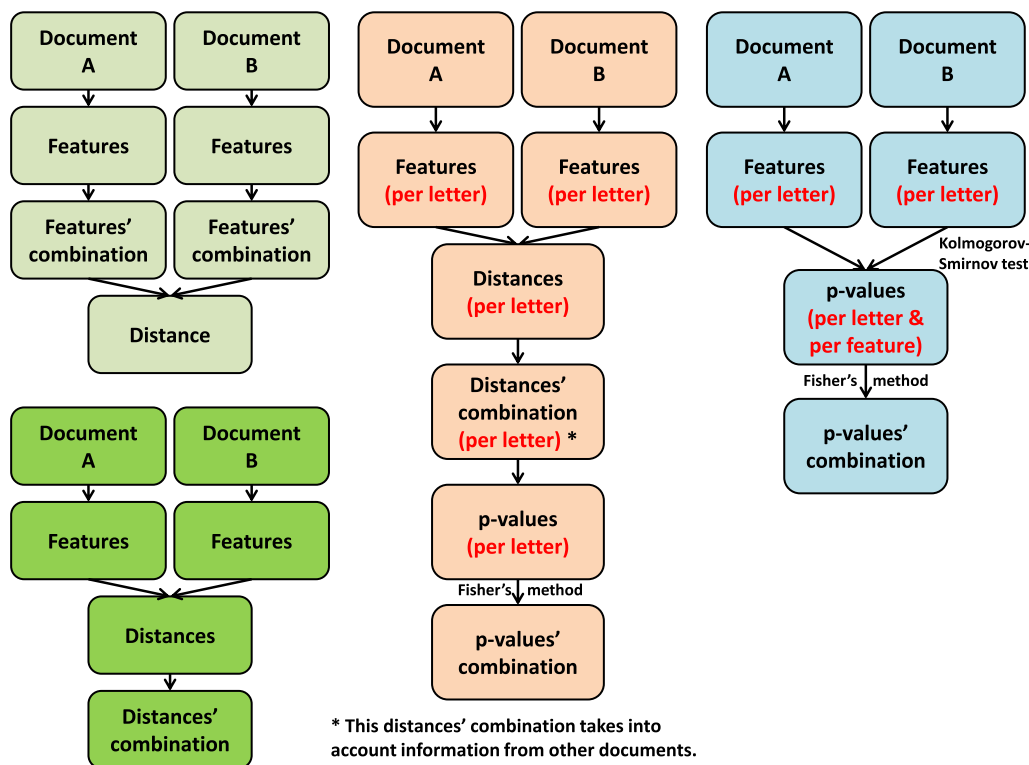 Document
A
Document
B
Features
Features
Features’
combination
Features’
combination
Distance
Document
A
Document
B
Features
Features
Distances
Distances’
combination
Document
A
Document
B
Features
(per letter)
Features
(per letter)
Distances
(per letter)
Distances’
combination
(per letter) *
p-values
(per letter)
Fisher’s method
p-values’
combination
* This distances’ combination takes into
account information from other documents.
Document
A
Document
B
Features
(per letter)
Features
(per letter)
Kolmogorov-
Smirnov test
p-values
(per letter &
per feature)
Fisher’s method
p-values’
combination